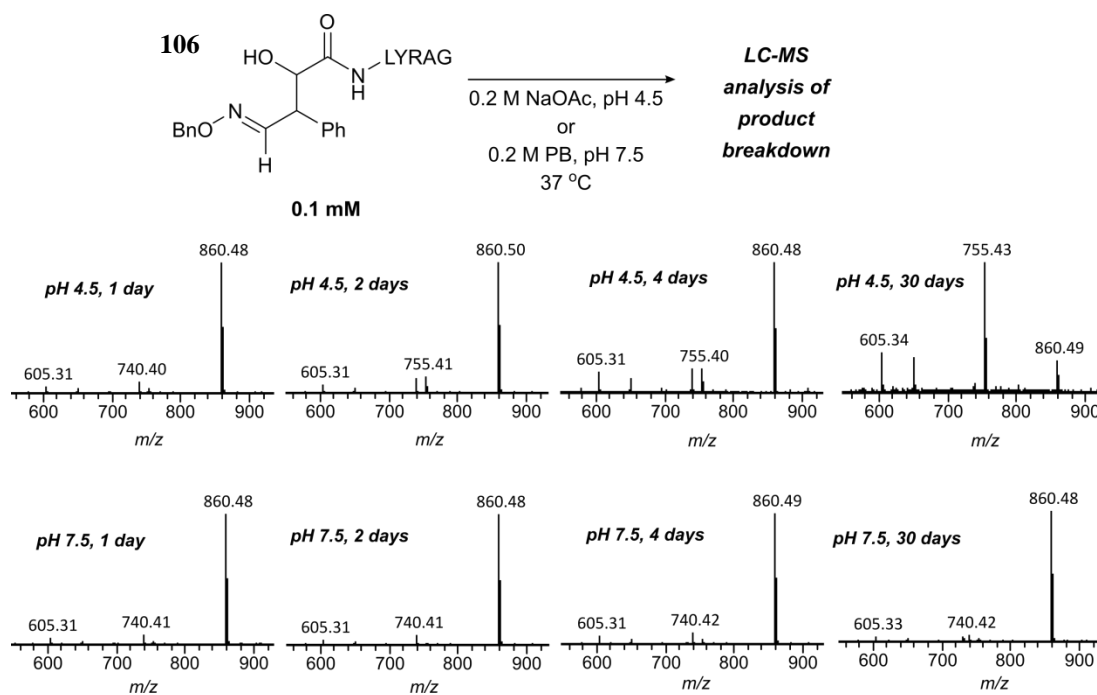 106
O
HO
LYRAG
NH
N
BnO
Ph
H
0.1 mM
0.2 M NaOAc, pH 4.5
or
0.2 M PB, pH 7.5
37 °C
LC-MS
analysis of
product
breakdown
860.48
pH 4.5, 1 day
740.40
605.31
600 700 800 900
m/z
860.50
pH 4.5, 2 days
755.41
605.31
600 700 800 900
m/z
860.48
pH 4.5, 4 days
605.31
755.40
600 700 800 900
m/z
755.43
pH 4.5, 30 days
605.34
860.49
600 700 800 900
m/z
860.48
pH 7.5, 1 day
605.31
740.41
600 700 800 900
m/z
860.48
pH 7.5, 2 days
605.31
740.41
600 700 800 900
m/z
860.49
pH 7.5, 4 days
605.31
740.42
600 700 800 900
m/z
860.48
pH 7.5, 30 days
605.33
740.42
600 700 800 900
m/z